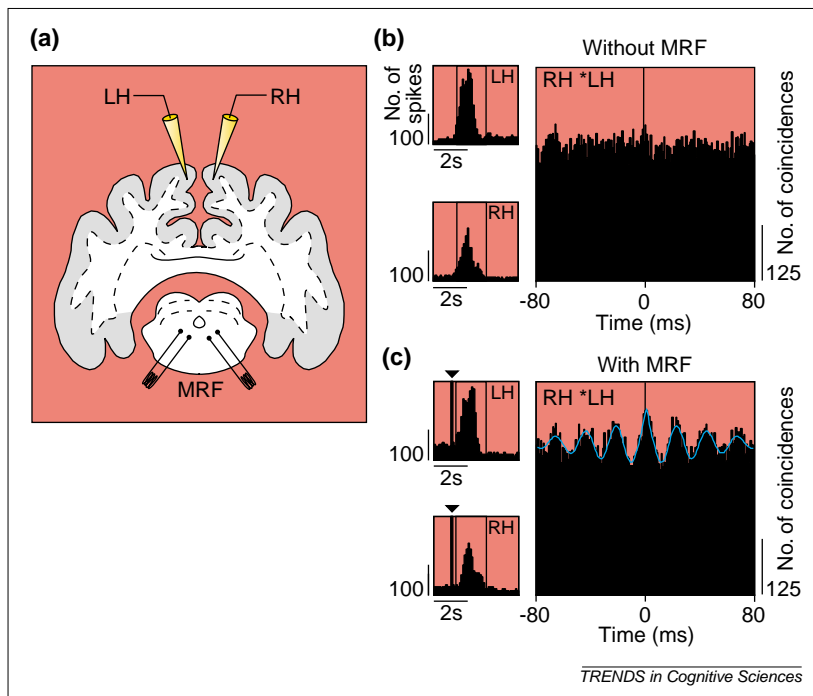 (a)
LH
RH
MRF
(b)
Without MRF
No. of
spikes
LH
100
2s
RH
100
2s
RH *LH
No. of coincidences
125
-80
0
80
Time (ms)
(c)
With MRF
LH
100
2s
RH
100
2s
RH *LH
No. of coincidences
125
-80
0
80
Time (ms)
TRENDS in Cognitive Sciences